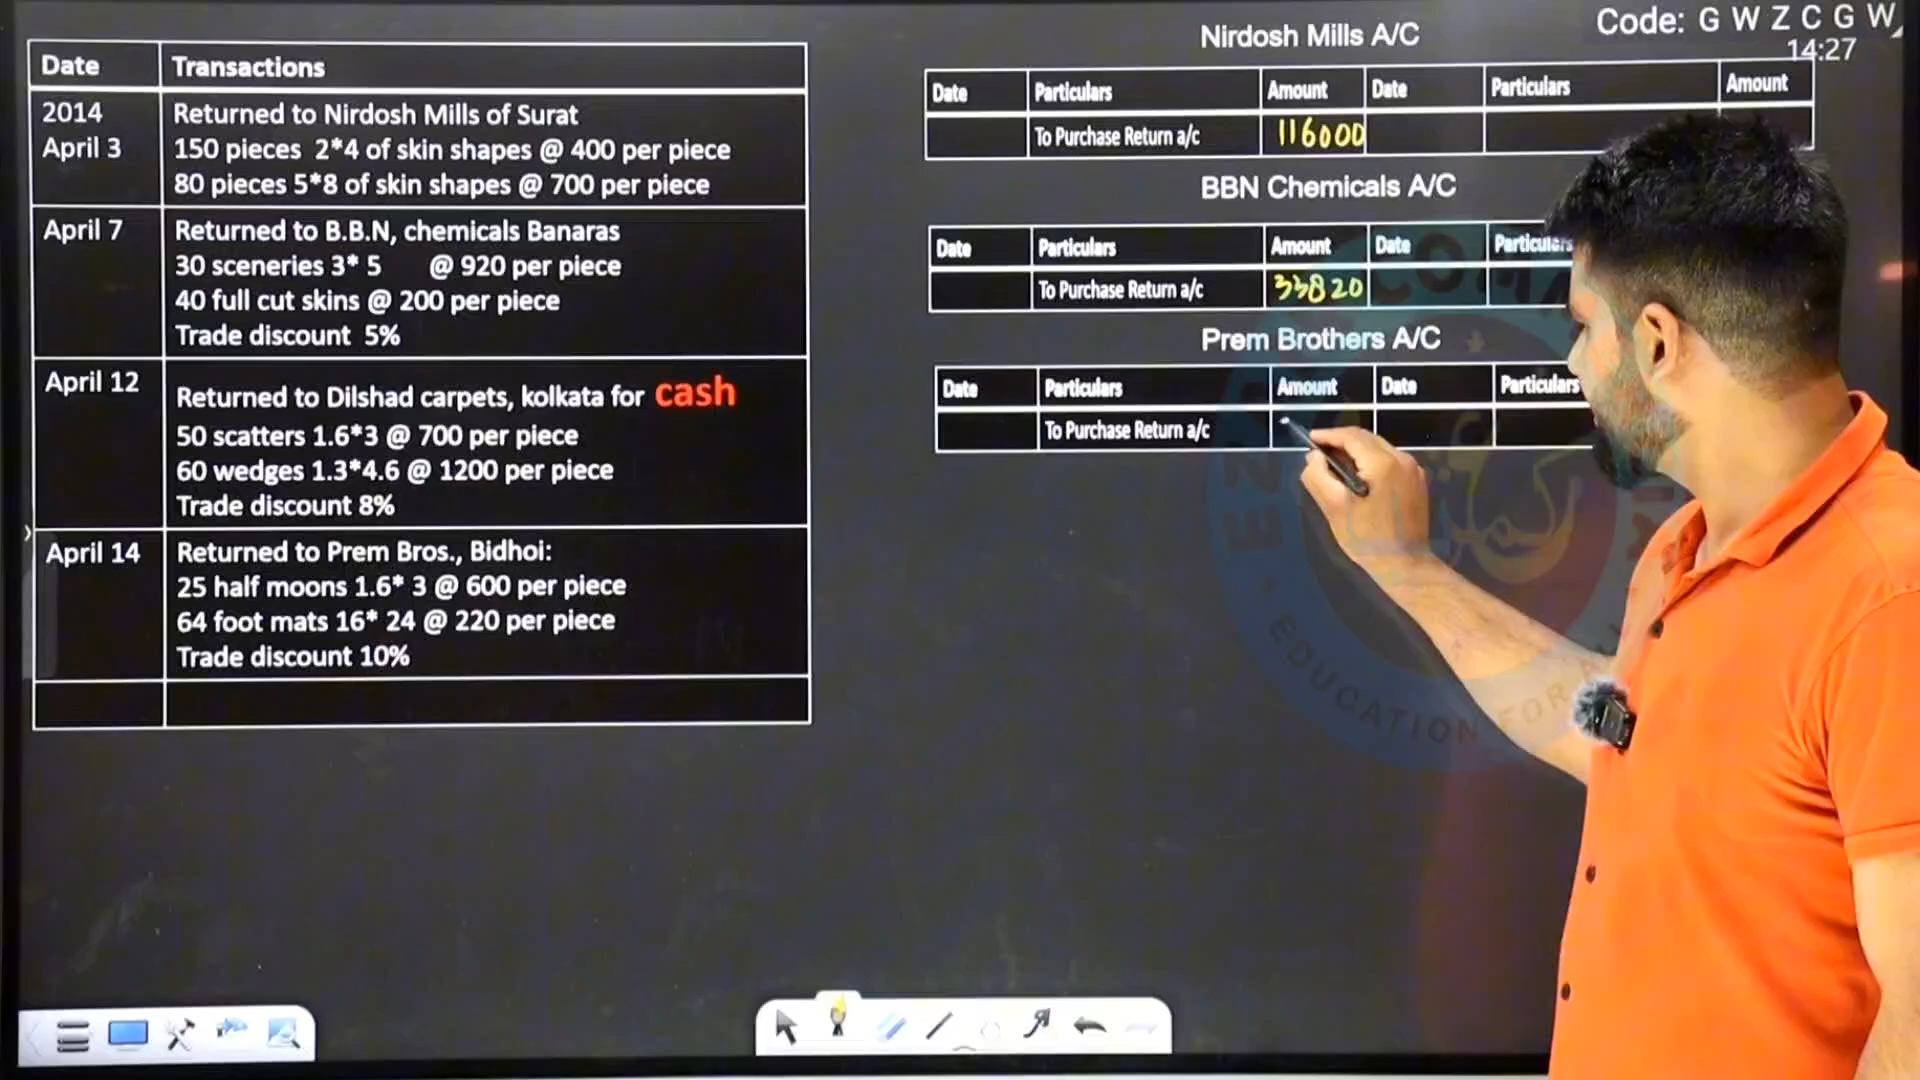 Code: G W Z C G W
14:27
Date Transactions
2014 Returned to Nirdosh Mills of Surat
April 3 150 pieces 2*4 of skin shapes @ 400 per piece
80 pieces 5*8 of skin shapes @ 700 per piece
April 7 Returned to B.B.N, chemicals Banaras
30 sceneries 3* 5 @ 920 per piece
40 full cut skins @ 200 per piece
Trade discount 5%
April 12 Returned to Dilshad carpets, kolkata for cash
50 scatters 1.6*3 @ 700 per piece
60 wedges 1.3*4.6 @ 1200 per piece
Trade discount 8%
April 14 Returned to Prem Bros., Bidhoi:
25 half moons 1.6* 3 @ 600 per piece
64 foot mats 16* 24 @ 220 per piece
Trade discount 10%
Nirdosh Mills A/C
Date Particulars Amount Date Particulars Amount
To Purchase Return a/c 116000
BBN Chemicals A/C
Date Particulars Amount Date Particulars
To Purchase Return a/c 33820
Prem Brothers A/C
Date Particulars Amount Date Particulars
To Purchase Return a/c
EDUCATION FOR